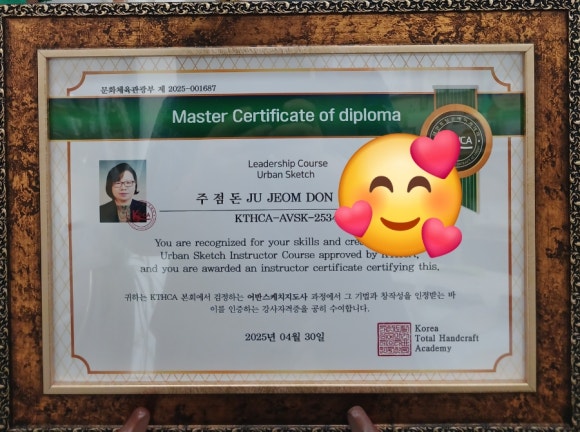 문화체육관광부 제 2025-001687
Master Certificate of diploma
Leadership Course
Urban Sketch
주 점 돈 JU JEOM DON
KTHCA-AVSK-253
You are recognized for your skills and
Urban Sketch Instructor Course approved by
and you are awarded an instructor certificate certifying this.
귀하는 KTHCA 본회에서 검정하는 어반스케치지도사 과정에서 그 기법과 창작성을 인정받는 바
이를 인증하는 강사자격증을 공히 수여합니다.
2025년 04월 30일
Korea
Total Handcraft
Academy